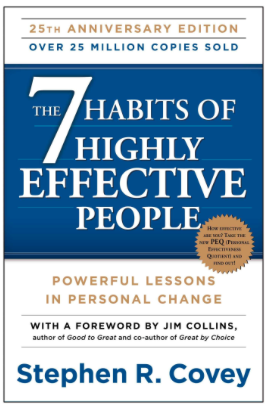 25TH ANNIVERSARY EDITION
OVER 25 MILLION COPIES SOLD
THE 7 HABITS OF
HIGHLY
EFFECTIVE
PEOPLE
HOW EFFECTIVE
ARE YOU? TAKE THE
NEW PEQ (PERSONAL
EFFECTIVENESS
QUOTIENT) AND
FIND OUT!
POWERFUL LESSONS
IN PERSONAL CHANGE
WITH A FOREWORD BY JIM COLLINS,
author of Good to Great and co-author of Great by Choice
Stephen R. Covey